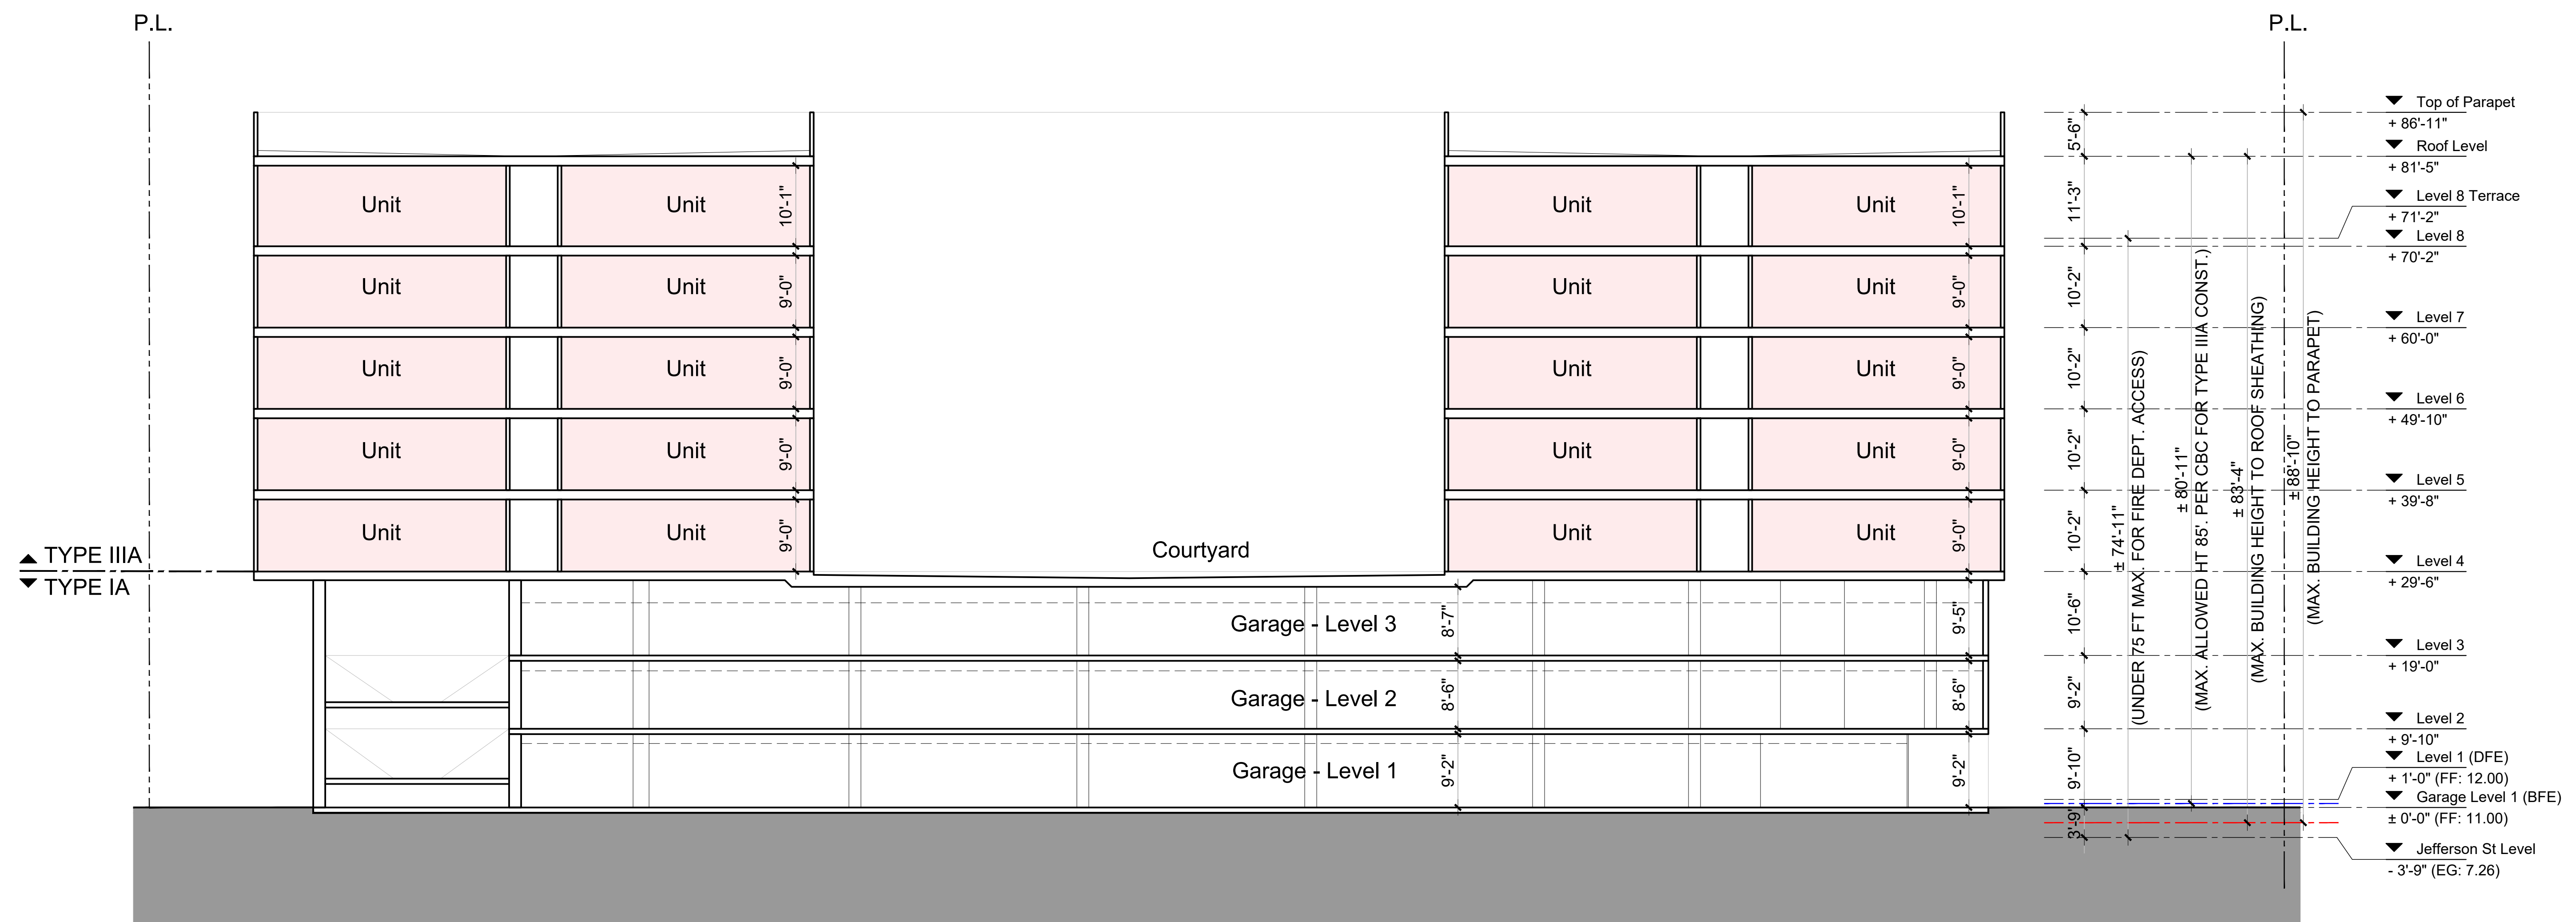 P.L.
P.L.
Unit
Unit
10'-1"
Unit
Unit
10'-1"
Unit
Unit
9'-0"
Unit
Unit
9'-0"
Unit
Unit
9'-0"
Unit
Unit
9'-0"
Unit
Unit
9'-0"
Unit
Unit
9'-0"
Unit
Unit
9'-0"
Unit
Unit
9'-0"
Courtyard
TYPE IIIA
TYPE IA
Garage - Level 3
8'-7"
9'-5"
Garage - Level 2
8'-6"
8'-6"
Garage - Level 1
9'-2"
9'-2"
5'-6"
11'-3"
10'-2"
10'-2"
10'-2"
10'-2"
10'-6"
9'-2"
9'-10"
3'-9"
± 74'-11"
(UNDER 75 FT MAX. FOR FIRE DEPT. ACCESS)
± 80'-11"
(MAX. ALLOWED HT 85'. PER CBC FOR TYPE IIIA CONST.)
± 83'-4"
(MAX. BUILDING HEIGHT TO ROOF SHEATHING)
± 88'-10"
(MAX. BUILDING HEIGHT TO PARAPET)
Top of Parapet
+ 86'-11"
Roof Level
+ 81'-5"
Level 8 Terrace
+ 71'-2"
Level 8
+ 70'-2"
Level 7
+ 60'-0"
Level 6
+ 49'-10"
Level 5
+ 39'-8"
Level 4
+ 29'-6"
Level 3
+ 19'-0"
Level 2
+ 9'-10"
Level 1 (DFE)
+ 1'-0" (FF: 12.00)
Garage Level 1 (BFE)
± 0'-0" (FF: 11.00)
Jefferson St Level
- 3'-9" (EG: 7.26)